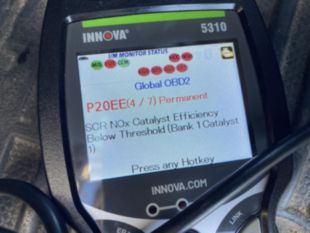 INNOVA® 5310
I/M MONITOR STATUS
Global OBD2
P20EE(4 / 7) Permanent
SCR NOx Catalyst Efficiency
Below Threshold (Bank 1 Catalyst
1)
Press any Hotkey
INNOVA.COM
LINK